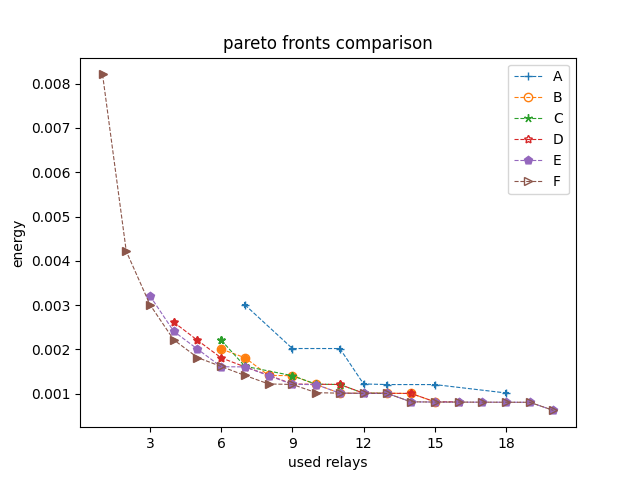 pareto fronts comparison
0.008
0.007
0.006
0.005
0.004
0.003
0.002
0.001
energy
3 6 9 12 15 18
used relays
A
B
C
D
E
F